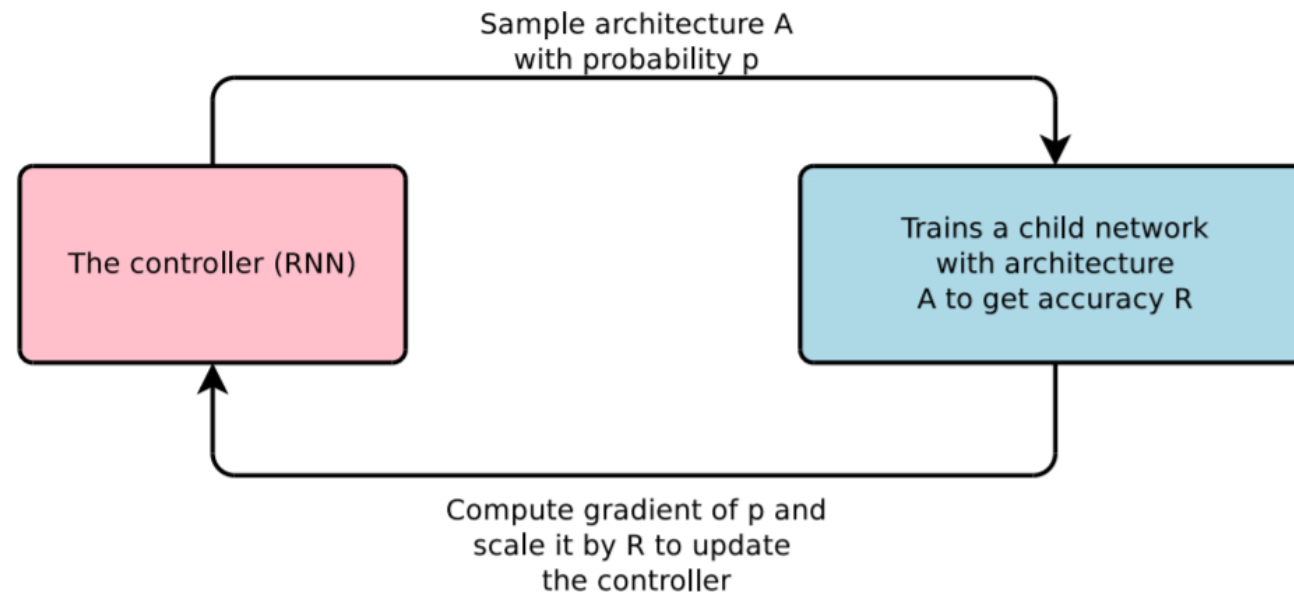 Sample architecture A
with probability p
The controller (RNN)
Trains a child network
with architecture
A to get accuracy R
Compute gradient of p and
scale it by R to update
the controller